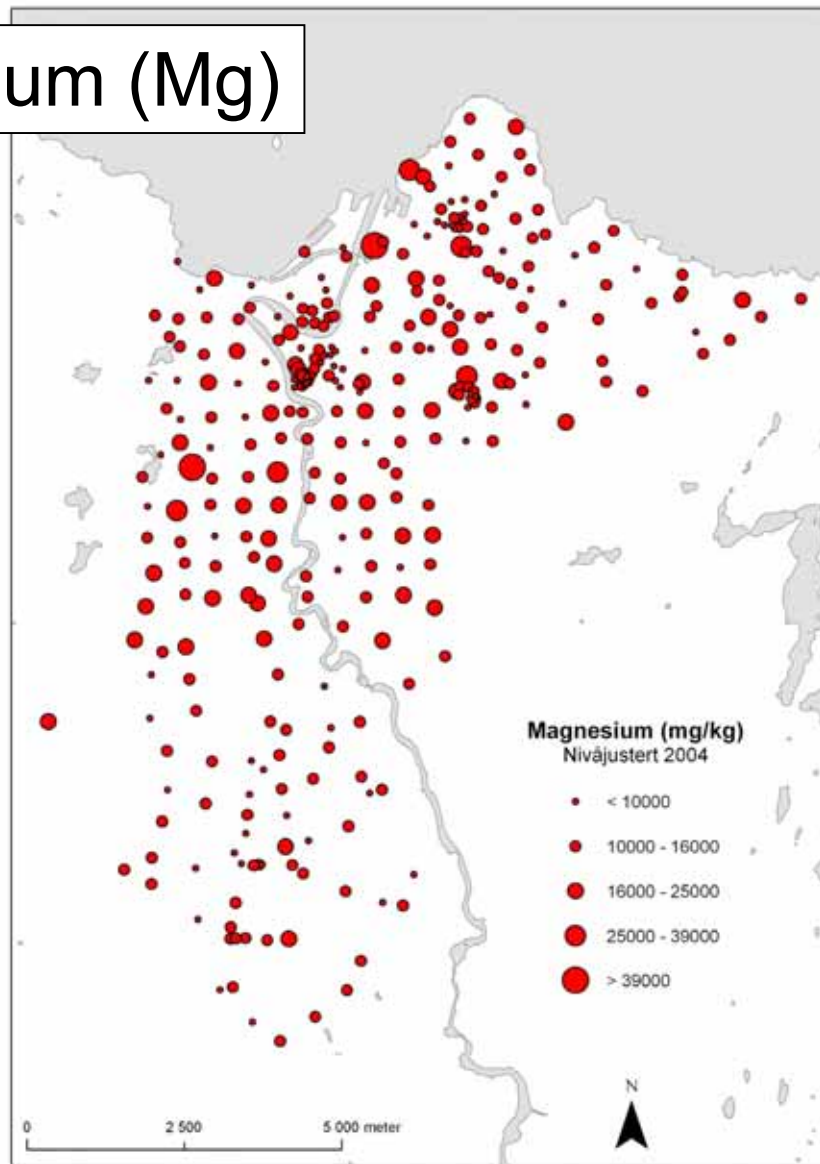 um (Mg)
Magnesium (mg/kg)
Nivåjustert 2004
< 10000
10000 - 16000
16000 - 25000
25000 - 39000
> 39000
N
0 2 500 5 000 meter